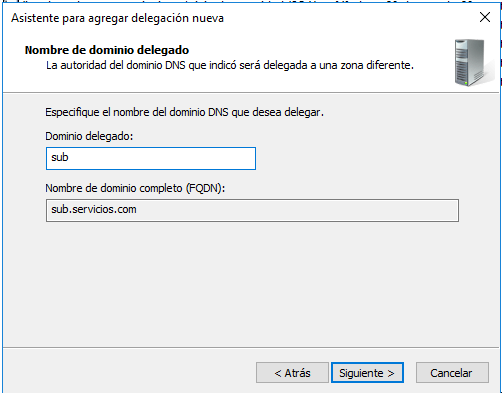 Asistente para agregar delegación nueva
Nombre de dominio delegado
La autoridad del dominio DNS que indicó será delegada a una zona diferente.
Especifique el nombre del dominio DNS que desea delegar.
Dominio delegado:
sub
Nombre de dominio completo (FQDN):
sub.servicios.com
< Atrás
Siguiente >
Cancelar